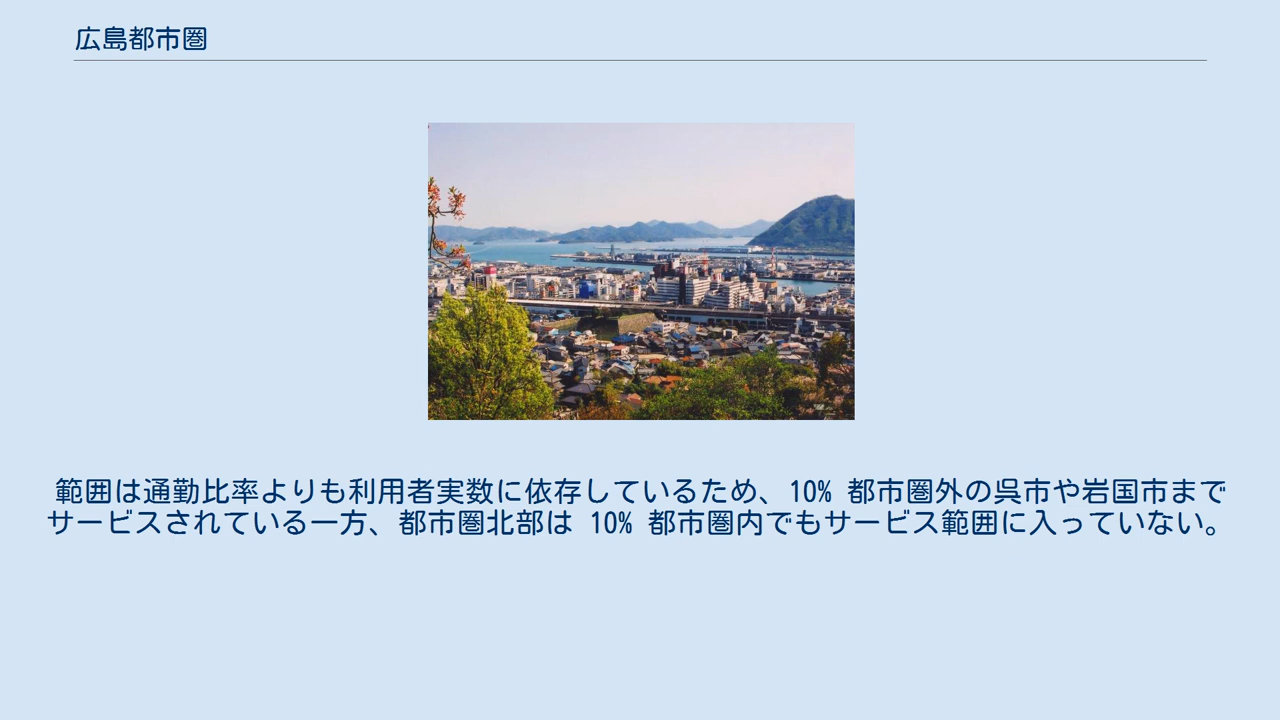 広島都市圏
範囲は通勤比率よりも利用者実数に依存しているため、10% 都市圏外の呉市や岩国市まで
サービスされている一方、都市圏北部は 10% 都市圏内でもサービス範囲に入っていない。